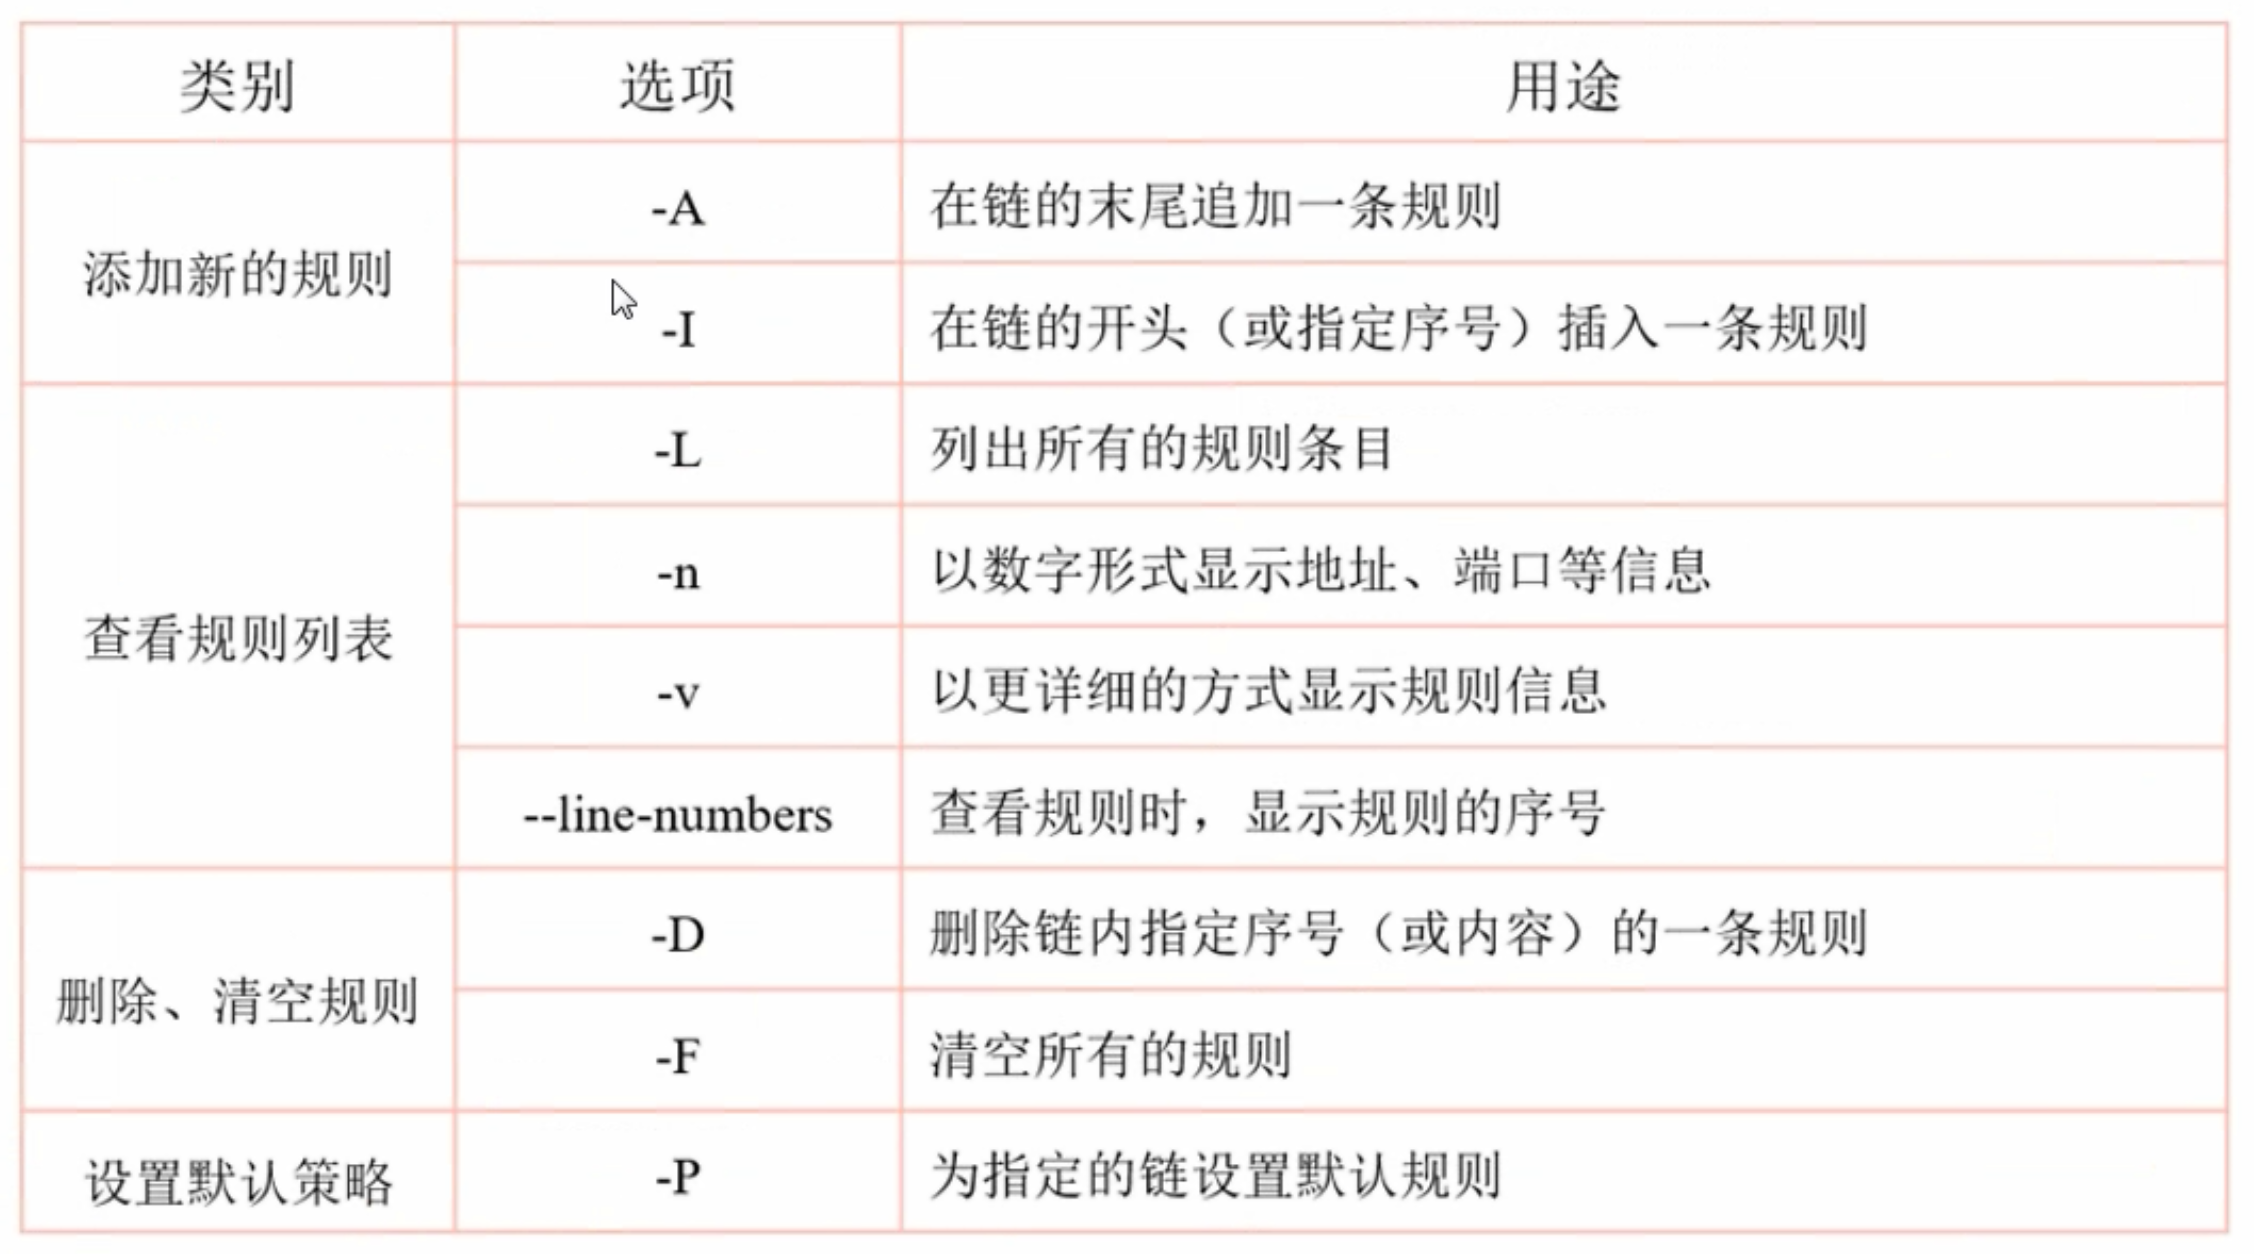 类别 选项 用途
添加新的规则
-A 在链的末尾追加一条规则
-I 在链的开头（或指定序号）插入一条规则
查看规则列表
-L 列出所有的规则条目
-n 以数字形式显示地址、端口等信息
-v 以更详细的方式显示规则信息
--line-numbers 查看规则时，显示规则的序号
删除、清空规则
-D 删除链内指定序号（或内容）的一条规则
-F 清空所有的规则
设置默认策略 -P 为指定的链设置默认规则